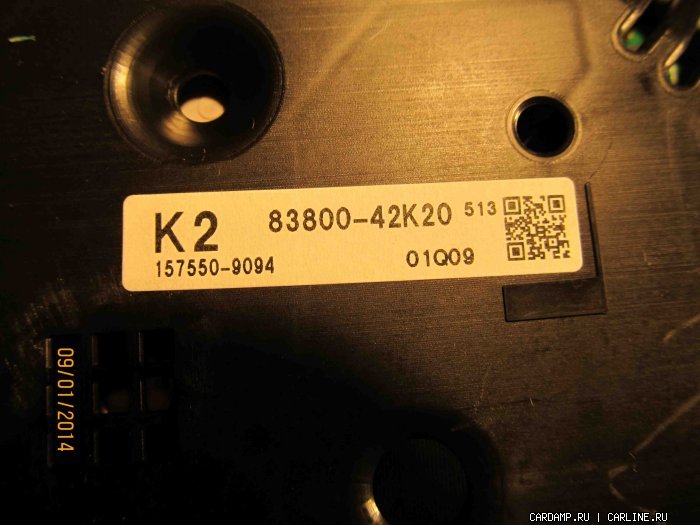 K2 83800-42K20 513
157550-9094 01Q09
09/01/2014
CARDAMP.RU | CARLINE.RU